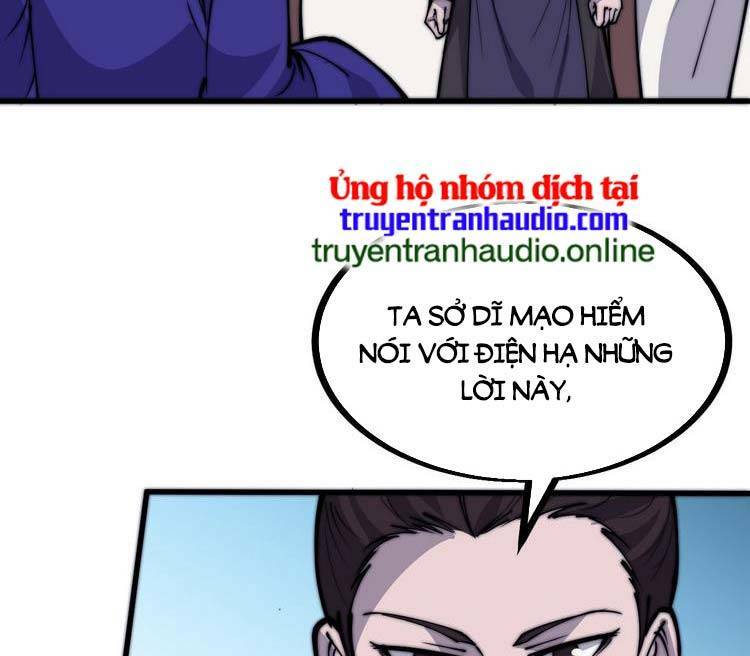 Ủng hộ nhóm dịch tại
truyentranhaudio.com
truyentranhaudio.online
TA SỞ DĨ MẠO HIỂM
NÓI VỚI ĐIỆN HẠ NHỮNG
LỜI NÀY,